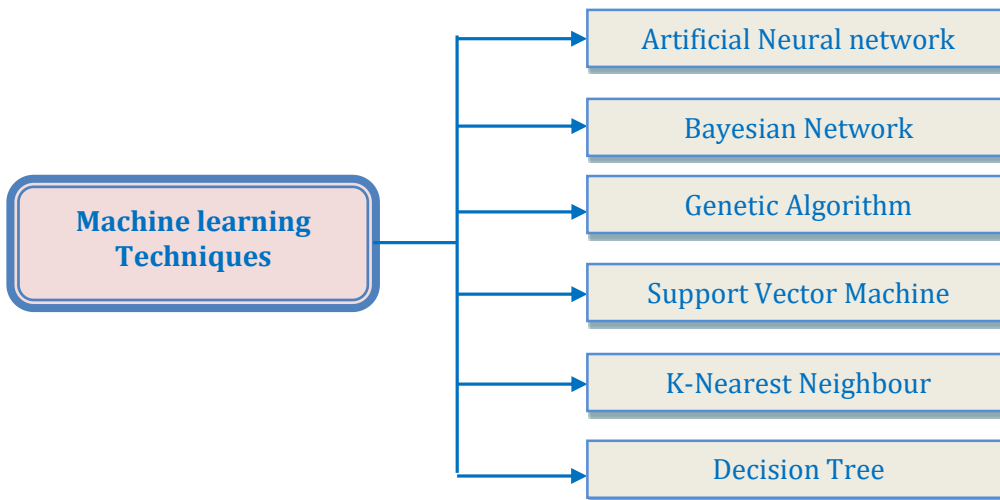 Artificial Neural network
Bayesian Network
Genetic Algorithm
Machine learning
Techniques
Support Vector Machine
K-Nearest Neighbour
Decision Tree